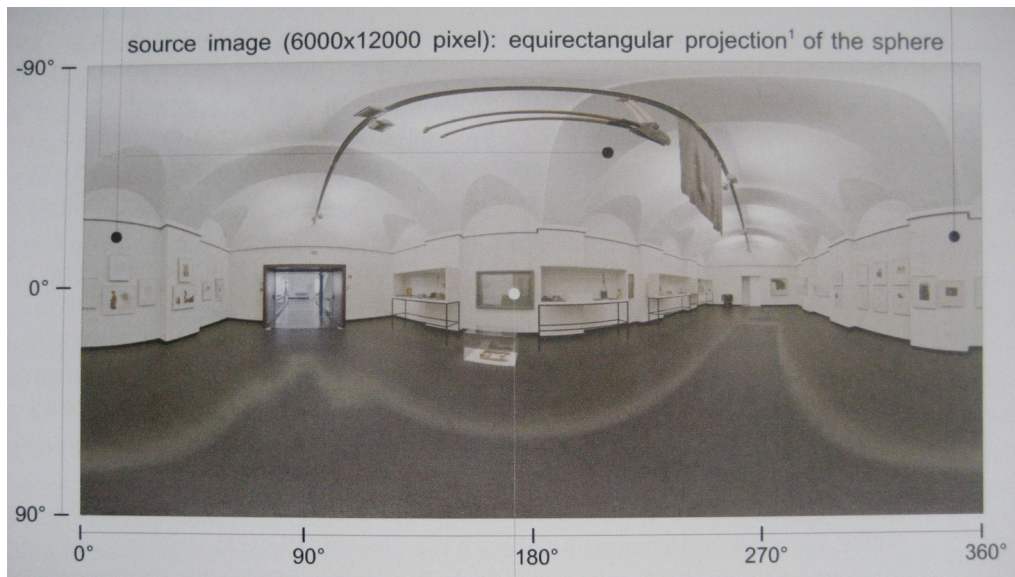 source image (6000x12000 pixel): equirectangular projection¹ of the sphere
-90°
0°
90°
0° 90° 180° 270° 360°